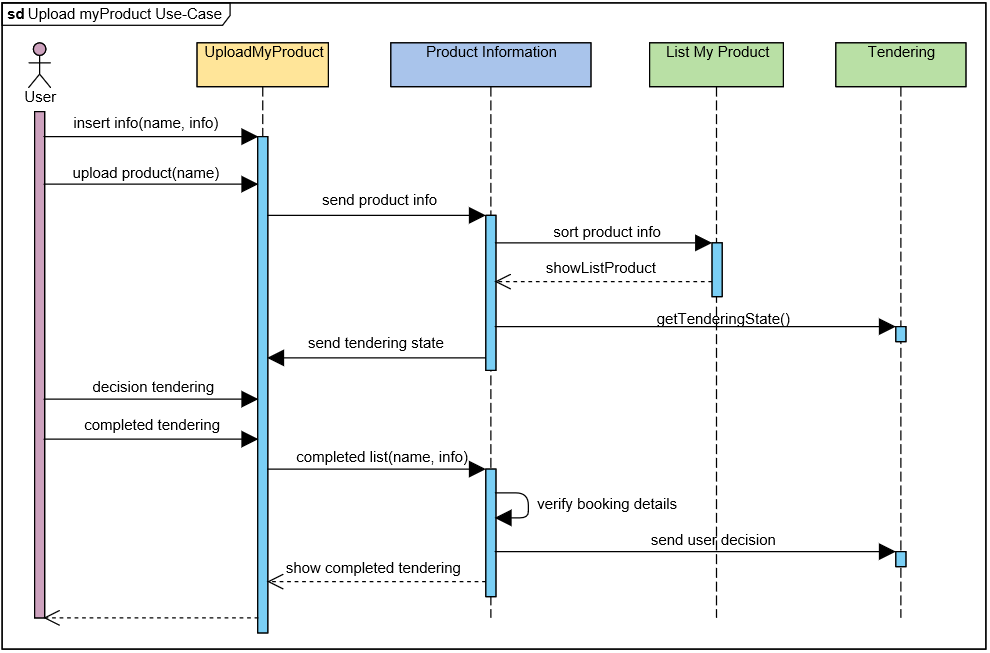 sd Upload myProduct Use-Case
User
UploadMyProduct
Product Information
List My Product
Tendering
insert info(name, info)
upload product(name)
send product info
sort product info
showListProduct
getTenderingState()
send tendering state
decision tendering
completed tendering
completed list(name, info)
verify booking details
send user decision
show completed tendering